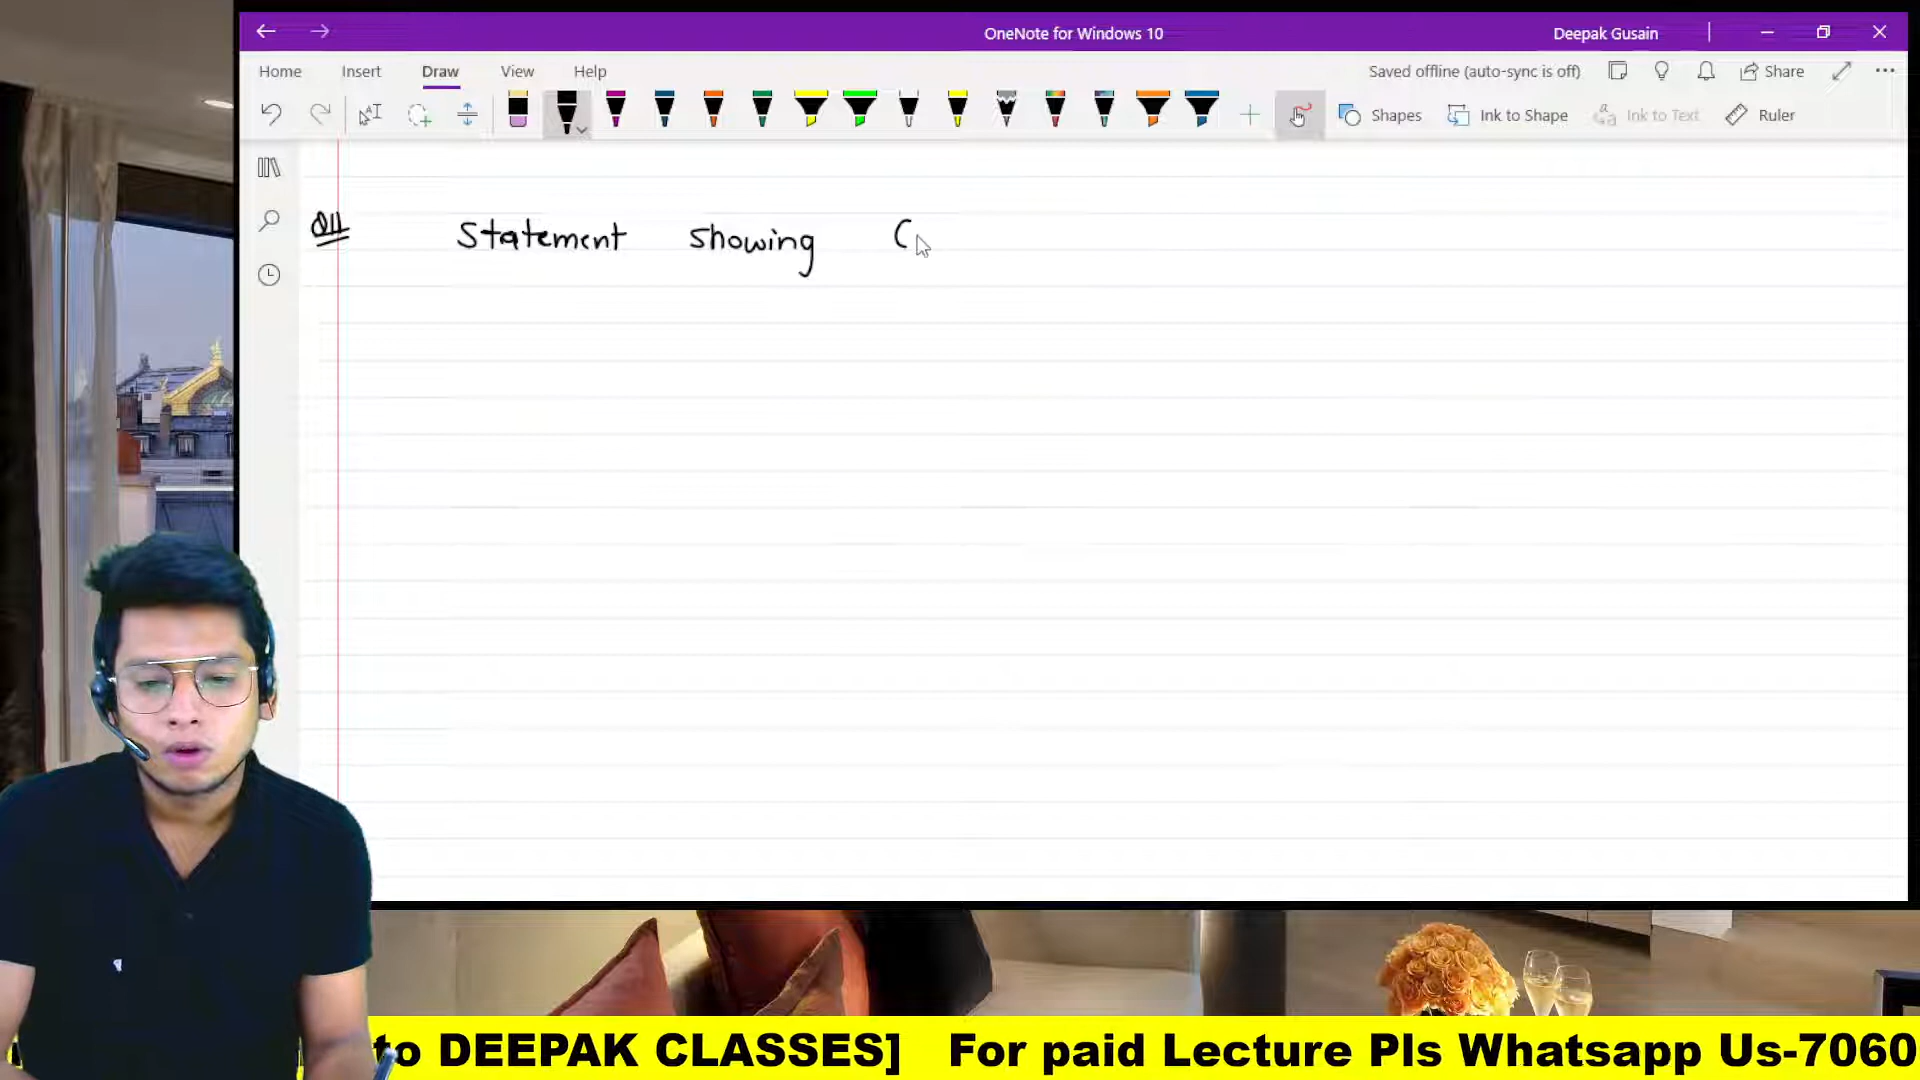 OneNote for Windows 10
Deepak Gusain
Home Insert Draw View Help
Saved offline (auto-sync is off)
Share
Shapes
Ink to Shape
Ink to Text
Ruler
Statement showing C
to DEEPAK CLASSES] For paid Lecture Pls Whatsapp Us-7060